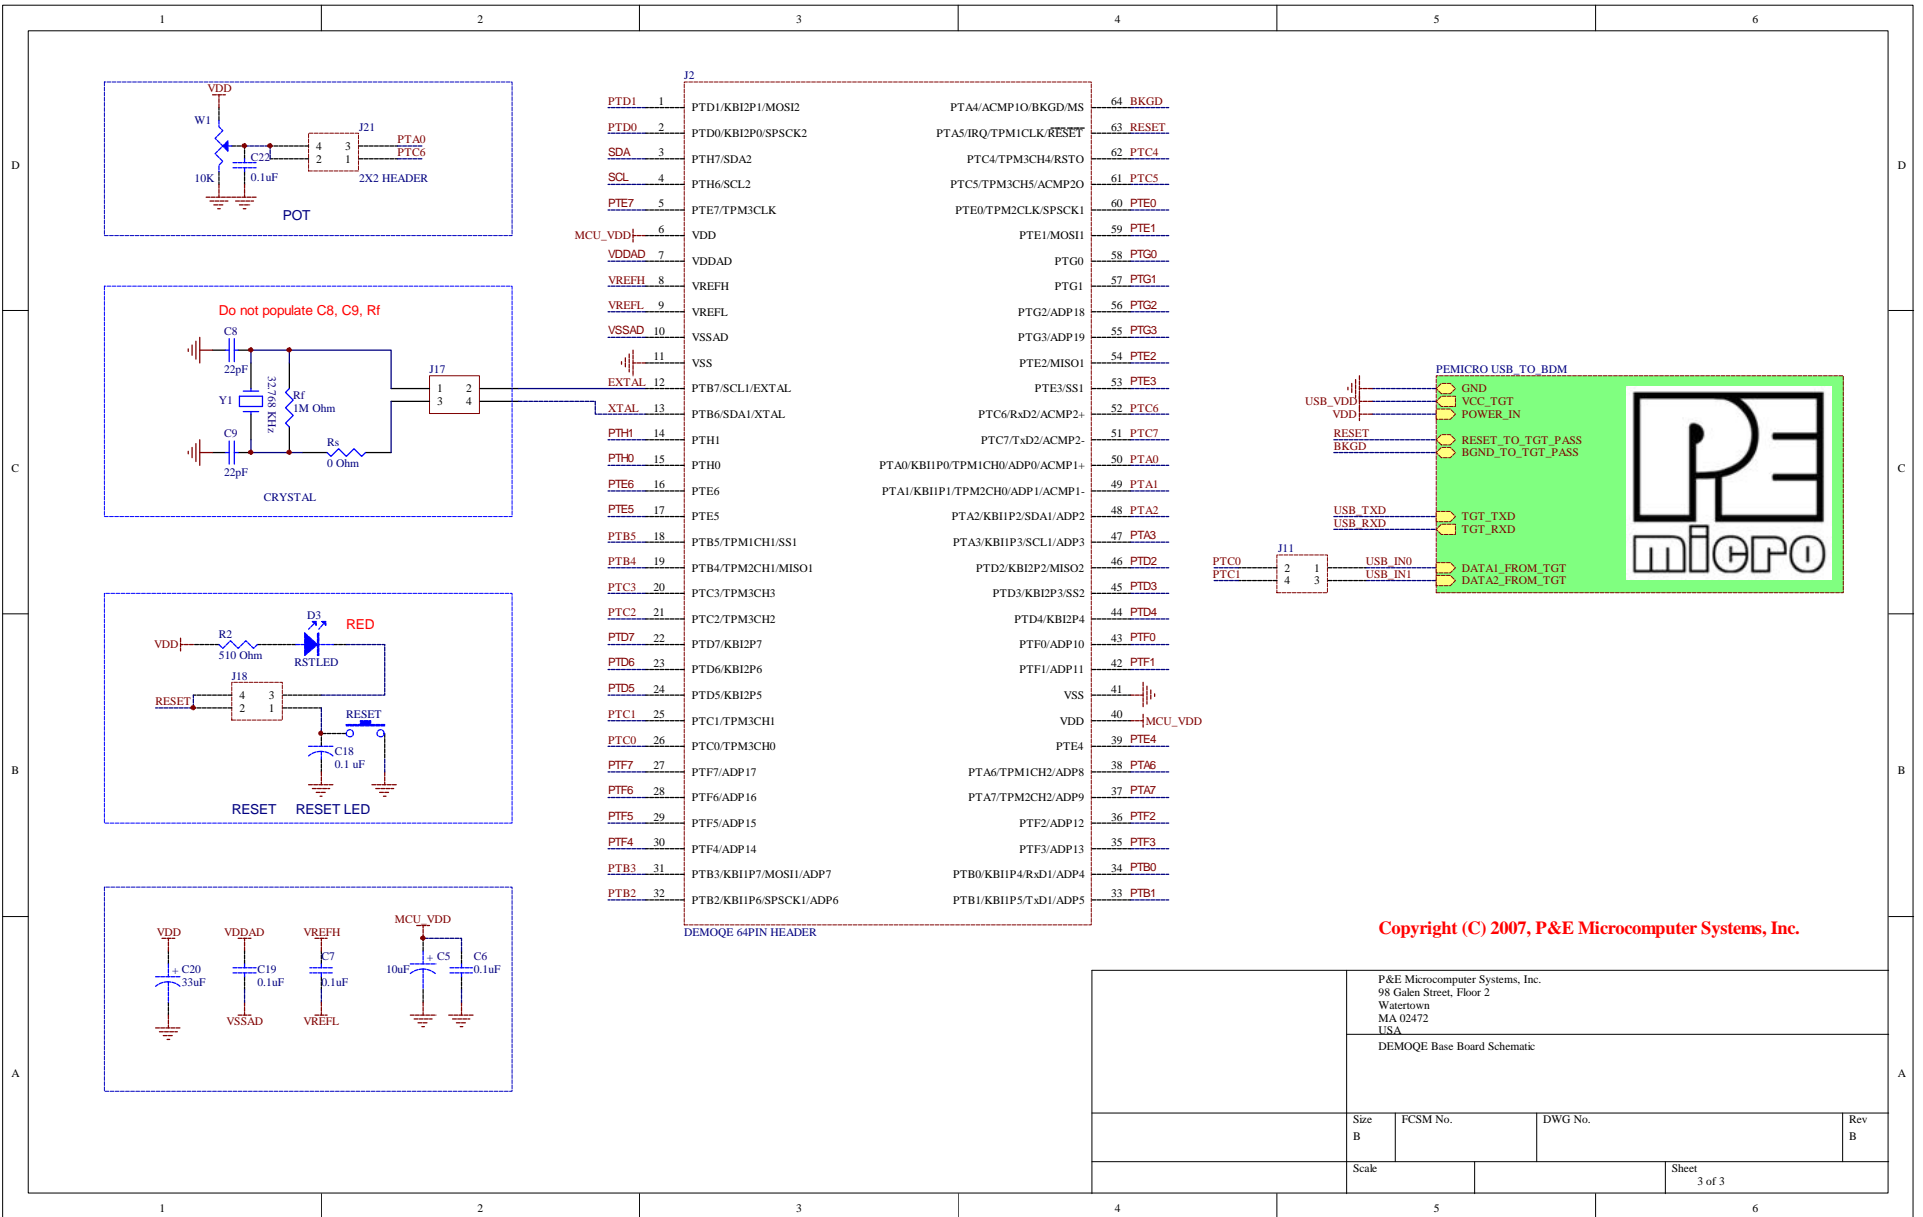 1 2 3 4 5 6
D
C
B
A
VDD
W1
10K
C22
0.1uF
J21
4 3
2 1
PTA0
PTC6
2X2 HEADER
POT
Do not populate C8, C9, Rf
C8
22pF
Y1
32.768 KHz
Rf
1M Ohm
C9
22pF
Rs
0 Ohm
J17
1 2
3 4
CRYSTAL
VDD
R2
510 Ohm
D3
RED
RSTLED
J18
RESET
4 3
2 1
RESET
C18
0.1 uF
RESET RESET LED
VDD
C20
33uF
VDDAD
C19
0.1uF
VSSAD
VREFH
C7
0.1uF
VREFL
MCU_VDD
C5
10uF
C6
0.1uF
J2
PTD1 1 PTD1/KBI2P1/MOSI2
PTD0 2 PTD0/KBI2P0/SPSCK2
SDA 3 PTH7/SDA2
SCL 4 PTH6/SCL2
PTE7 5 PTE7/TPM3CLK
MCU_VDD 6 VDD
VDDAD 7 VDDAD
VREFH 8 VREFH
VREFL 9 VREFL
VSSAD 10 VSSAD
11 VSS
EXTAL 12 PTB7/SCL1/EXTAL
XTAL 13 PTB6/SDA1/XTAL
PTH1 14 PTH1
PTH0 15 PTH0
PTE6 16 PTE6
PTE5 17 PTE5
PTB5 18 PTB5/TPM1CH1/SS1
PTB4 19 PTB4/TPM2CH1/MISO1
PTC3 20 PTC3/TPM3CH3
PTC2 21 PTC2/TPM3CH2
PTD7 22 PTD7/KBI2P7
PTD6 23 PTD6/KBI2P6
PTD5 24 PTD5/KBI2P5
PTC1 25 PTC1/TPM3CH1
PTC0 26 PTC0/TPM3CH0
PTF7 27 PTF7/ADP17
PTF6 28 PTF6/ADP16
PTF5 29 PTF5/ADP15
PTF4 30 PTF4/ADP14
PTB3 31 PTB3/KBI1P7/MOSI1/ADP7
PTB2 32 PTB2/KBI1P6/SPSCK1/ADP6
DEMOQE 64PIN HEADER
PTA4/ACMP1O/BKGD/MS 64 BKGD
PTA5/IRQ/TPM1CLK/RESET 63 RESET
PTC4/TPM3CH4/RSTO 62 PTC4
PTC5/TPM3CH5/ACMP2O 61 PTC5
PTE0/TPM2CLK/SPSCK1 60 PTE0
PTE1/MOSI1 59 PTE1
PTG0 58 PTG0
PTG1 57 PTG1
PTG2/ADP18 56 PTG2
PTG3/ADP19 55 PTG3
PTE2/MISO1 54 PTE2
PTE3/SS1 53 PTE3
PTC6/RxD2/ACMP2+ 52 PTC6
PTC7/TxD2/ACMP2- 51 PTC7
PTA0/KBI1P0/TPM1CH0/ADP0/ACMP1+ 50 PTA0
PTA1/KBI1P1/TPM2CH0/ADP1/ACMP1- 49 PTA1
PTA2/KBI1P2/SDA1/ADP2 48 PTA2
PTA3/KBI1P3/SCL1/ADP3 47 PTA3
PTD2/KBI2P2/MISO2 46 PTD2
PTD3/KBI2P3/SS2 45 PTD3
PTD4/KBI2P4 44 PTD4
PTF0/ADP10 43 PTF0
PTF1/ADP11 42 PTF1
VSS 41
VDD 40 MCU_VDD
PTE4 39 PTE4
PTA6/TPM1CH2/ADP8 38 PTA6
PTA7/TPM2CH2/ADP9 37 PTA7
PTF2/ADP12 36 PTF2
PTF3/ADP13 35 PTF3
PTB0/KBI1P4/RxD1/ADP4 34 PTB0
PTB1/KBI1P5/TxD1/ADP5 33 PTB1
PEMICRO USB_TO_BDM
GND
USB_VDD VCC_TGT
VDD POWER_IN
RESET RESET_TO_TGT_PASS
BKGD BGND_TO_TGT_PASS
USB_TXD TGT_TXD
USB_RXD TGT_RXD
J11
PTC0 2 1 USB_IN0 DATA1_FROM_TGT
PTC1 4 3 USB_IN1 DATA2_FROM_TGT
PE
micro
Copyright (C) 2007, P&E Microcomputer Systems, Inc.
P&E Microcomputer Systems, Inc.
98 Galen Street, Floor 2
Watertown
MA 02472
USA
DEMOQE Base Board Schematic
Size FCSM No. DWG No. Rev
B B
Scale Sheet
3 of 3
D
C
B
A
1 2 3 4 5 6